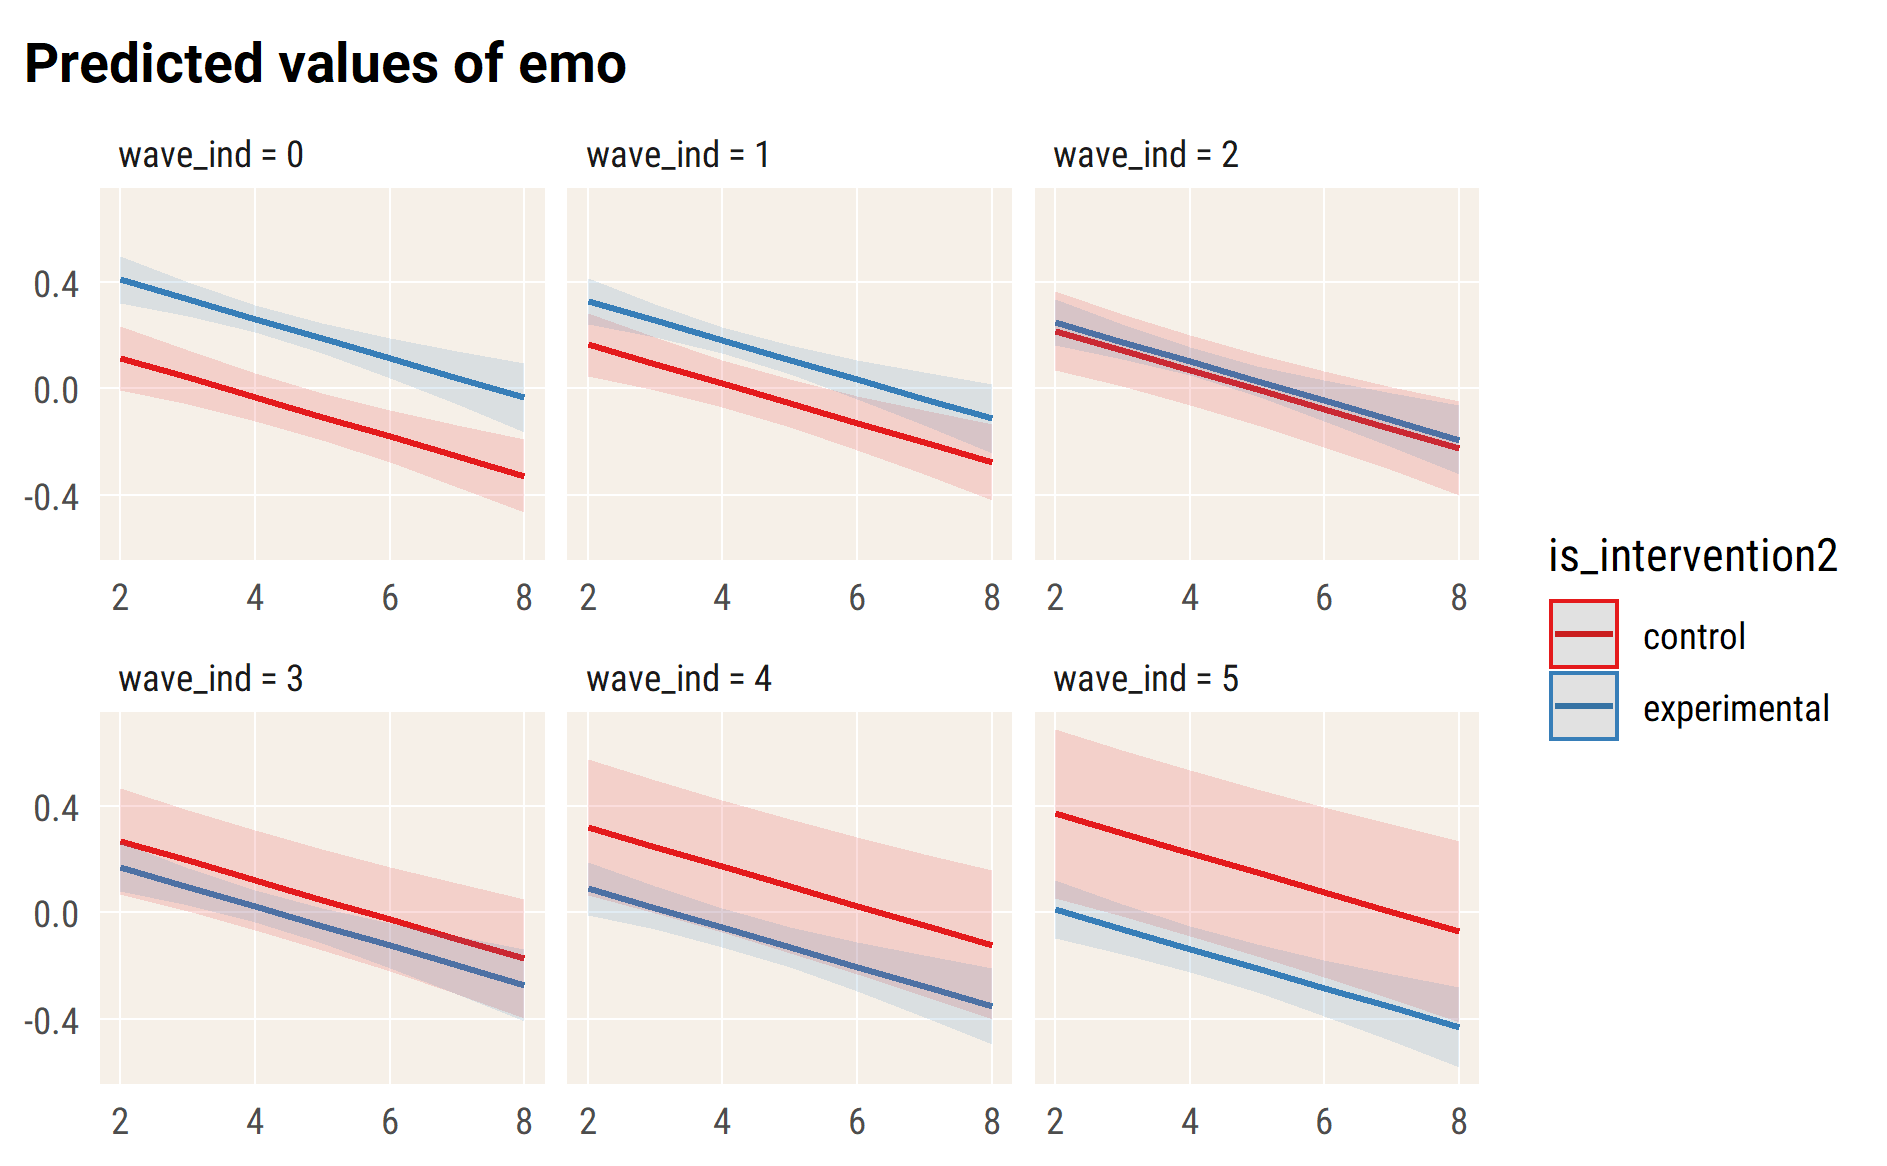 Predicted values of emo
wave_ind = 0
wave_ind = 1
wave_ind = 2
0.4
0.0
-0.4
2 4 6 8
2 4 6 8
2 4 6 8
wave_ind = 3
wave_ind = 4
wave_ind = 5
0.4
0.0
-0.4
2 4 6 8
2 4 6 8
2 4 6 8
is_intervention2
control
experimental